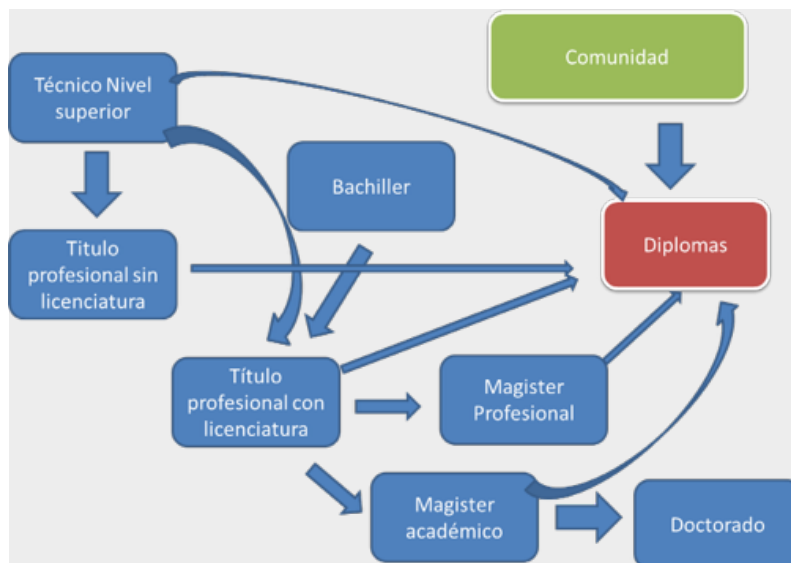 Comunidad
Técnico Nivel
superior
Bachiller
Titulo
profesional sin
licenciatura
Diplomas
Título
profesional con
licenciatura
Magister
Profesional
Magister
académico
Doctorado